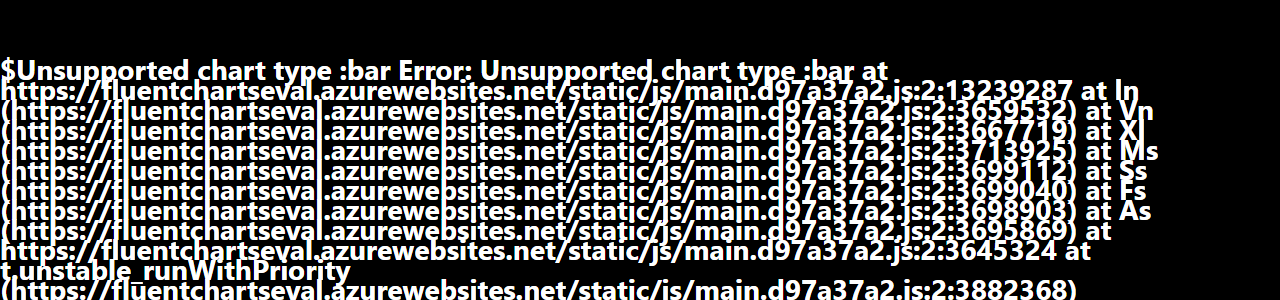 $Unsupported chart type :bar Error: Unsupported chart type :bar at
https://fluentchartseval.azurewebsites.net/static/js/main.d97a37a2.js:2:13239287 at ln
(https://fluentchartseval.azurewebsites.net/static/js/main.d97a37a2.js:2:3659532) at Vn
(https://fluentchartseval.azurewebsites.net/static/js/main.d97a37a2.js:2:3667719) at Xl
(https://fluentchartseval.azurewebsites.net/static/js/main.d97a37a2.js:2:3713925) at Ms
(https://fluentchartseval.azurewebsites.net/static/js/main.d97a37a2.js:2:3699112) at Ss
(https://fluentchartseval.azurewebsites.net/static/js/main.d97a37a2.js:2:3699040) at Fs
(https://fluentchartseval.azurewebsites.net/static/js/main.d97a37a2.js:2:3698903) at As
(https://fluentchartseval.azurewebsites.net/static/js/main.d97a37a2.js:2:3695869) at
https://fluentchartseval.azurewebsites.net/static/js/main.d97a37a2.js:2:3645324 at
t.unstable_runWithPriority
(https://fluentchartseval.azurewebsites.net/static/js/main.d97a37a2.js:2:3882368)